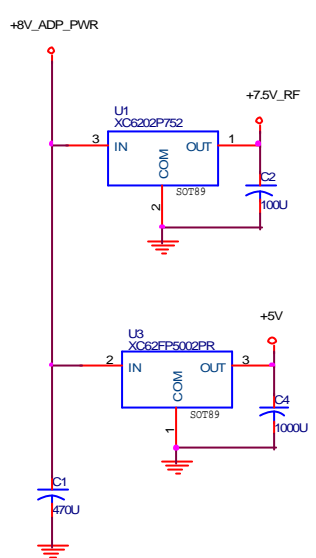 +8V_ADP_PWR
+7.5V_RF
U1
XC6202P752
3 IN OUT 1
COM
2
SOT89
C2
100U
+5V
U3
XC62FP5002PR
2 IN OUT 3
COM
1
SOT89
C4
1000U
C1
470U